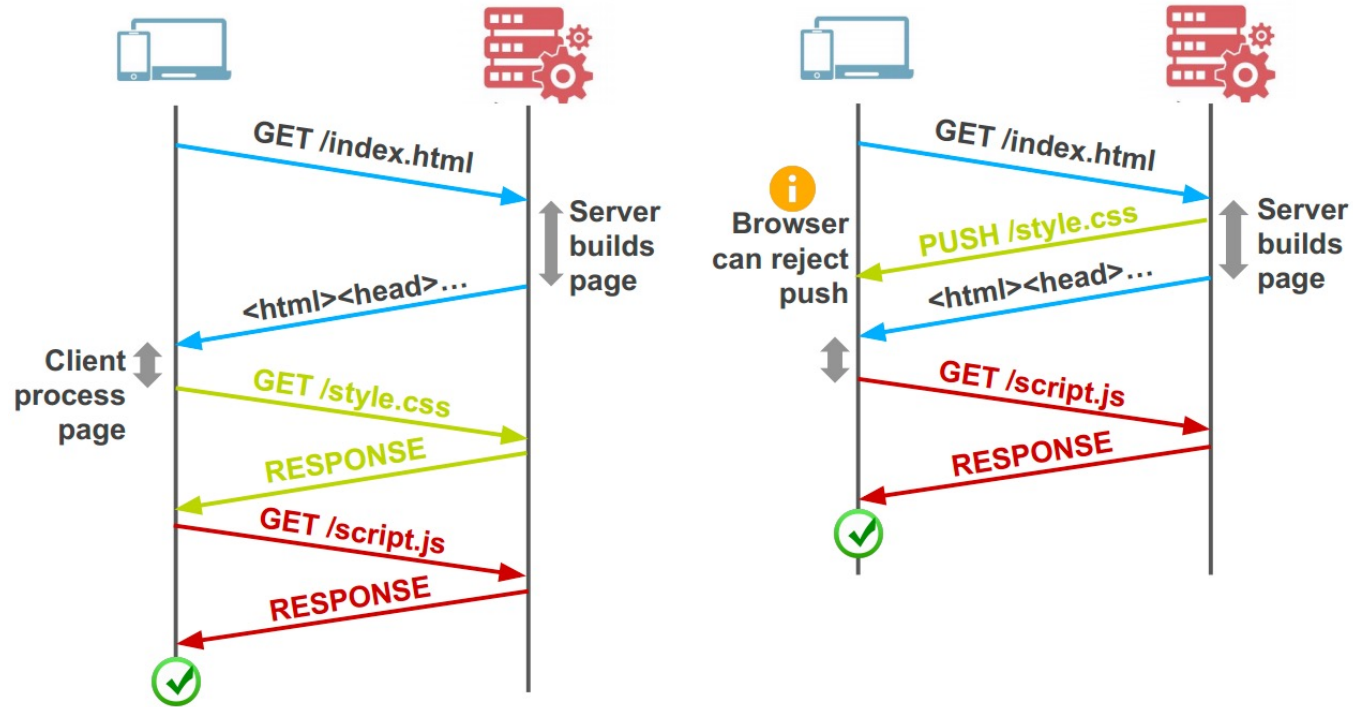 GET /index.html
Server
builds
page
<html><head>…
Client
process
page
GET /style.css
RESPONSE
GET /script.js
RESPONSE
GET /index.html
i
Browser
can reject
push
PUSH /style.css
Server
builds
page
<html><head>…
GET /script.js
RESPONSE